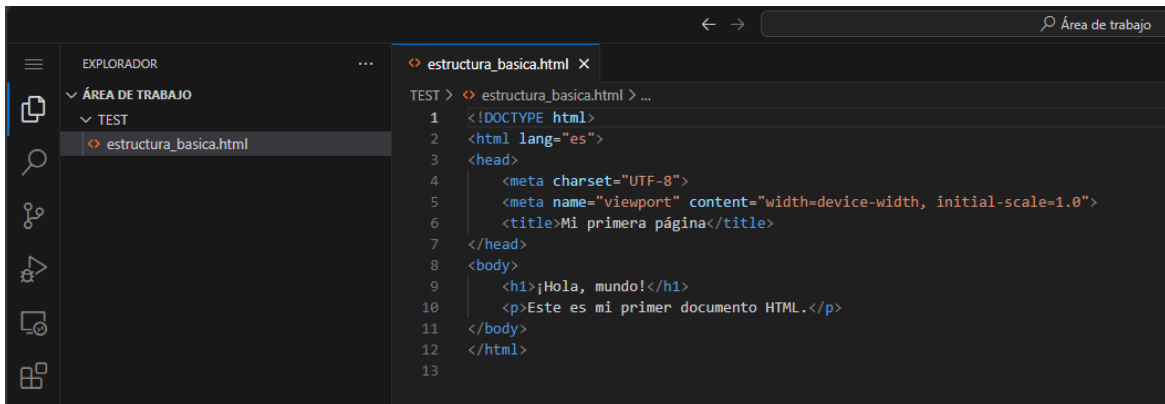 Área de trabajo
EXPLORADOR ...
ÁREA DE TRABAJO
TEST
estructura_basica.html
estructura_basica.html
TEST > estructura_basica.html > ...
1 <!DOCTYPE html>
2 <html lang="es">
3 <head>
4 <meta charset="UTF-8">
5 <meta name="viewport" content="width=device-width, initial-scale=1.0">
6 <title>Mi primera página</title>
7 </head>
8 <body>
9 <h1>¡Hola, mundo!</h1>
10 <p>Este es mi primer documento HTML.</p>
11 </body>
12 </html>
13